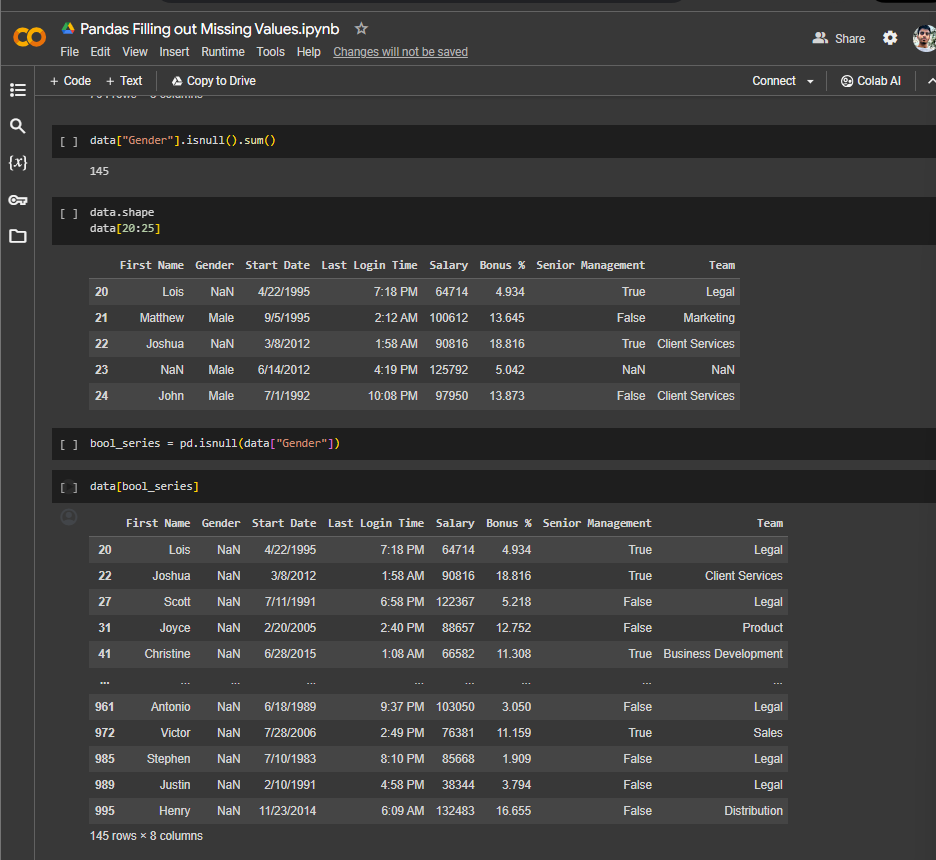 Pandas Filling out Missing Values.ipynb
Share
File Edit View Insert Runtime Tools Help Changes will not be saved
+ Code + Text Copy to Drive Connect Colab AI
columns
[ ] data["Gender"].isnull().sum()
145
[ ] data.shape
data[20:25]
First Name Gender Start Date Last Login Time Salary Bonus % Senior Management Team
20 Lois NaN 4/22/1995 7:18 PM 64714 4.934 True Legal
21 Matthew Male 9/5/1995 2:12 AM 100612 13.645 False Marketing
22 Joshua NaN 3/8/2012 1:58 AM 90816 18.816 True Client Services
23 NaN Male 6/14/2012 4:19 PM 125792 5.042 NaN NaN
24 John Male 7/1/1992 10:08 PM 97950 13.873 False Client Services
[ ] bool_series = pd.isnull(data["Gender"])
[ ] data[bool_series]
First Name Gender Start Date Last Login Time Salary Bonus % Senior Management Team
20 Lois NaN 4/22/1995 7:18 PM 64714 4.934 True Legal
22 Joshua NaN 3/8/2012 1:58 AM 90816 18.816 True Client Services
27 Scott NaN 7/11/1991 6:58 PM 122367 5.218 False Legal
31 Joyce NaN 2/20/2005 2:40 PM 88657 12.752 False Product
41 Christine NaN 6/28/2015 1:08 AM 66582 11.308 True Business Development
... ... ... ... ... ... ... ... ...
961 Antonio NaN 6/18/1989 9:37 PM 103050 3.050 False Legal
972 Victor NaN 7/28/2006 2:49 PM 76381 11.159 True Sales
985 Stephen NaN 7/10/1983 8:10 PM 85668 1.909 False Legal
989 Justin NaN 2/10/1991 4:58 PM 38344 3.794 False Legal
995 Henry NaN 11/23/2014 6:09 AM 132483 16.655 False Distribution
145 rows × 8 columns